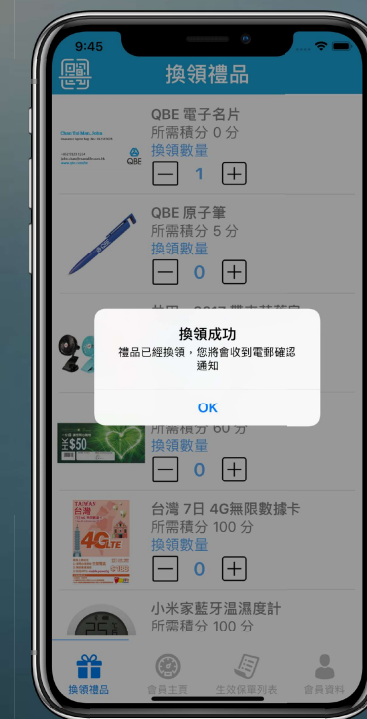 9:45
換領禮品
QBE 電子名片
所需積分 0 分
換領數量
1
QBE
QBE 原子筆
所需積分 5 分
換領數量
0
換領成功
禮品已經換領，您將會收到電郵確認
通知
OK
所需積分 60 分
換領數量
0
$50
台灣 7日 4G無限數據卡
所需積分 100 分
換領數量
0
台灣
4G LTE
小米家藍牙温濕度計
所需積分 100 分
換領禮品
會員主頁
生效保單列表
會員資料